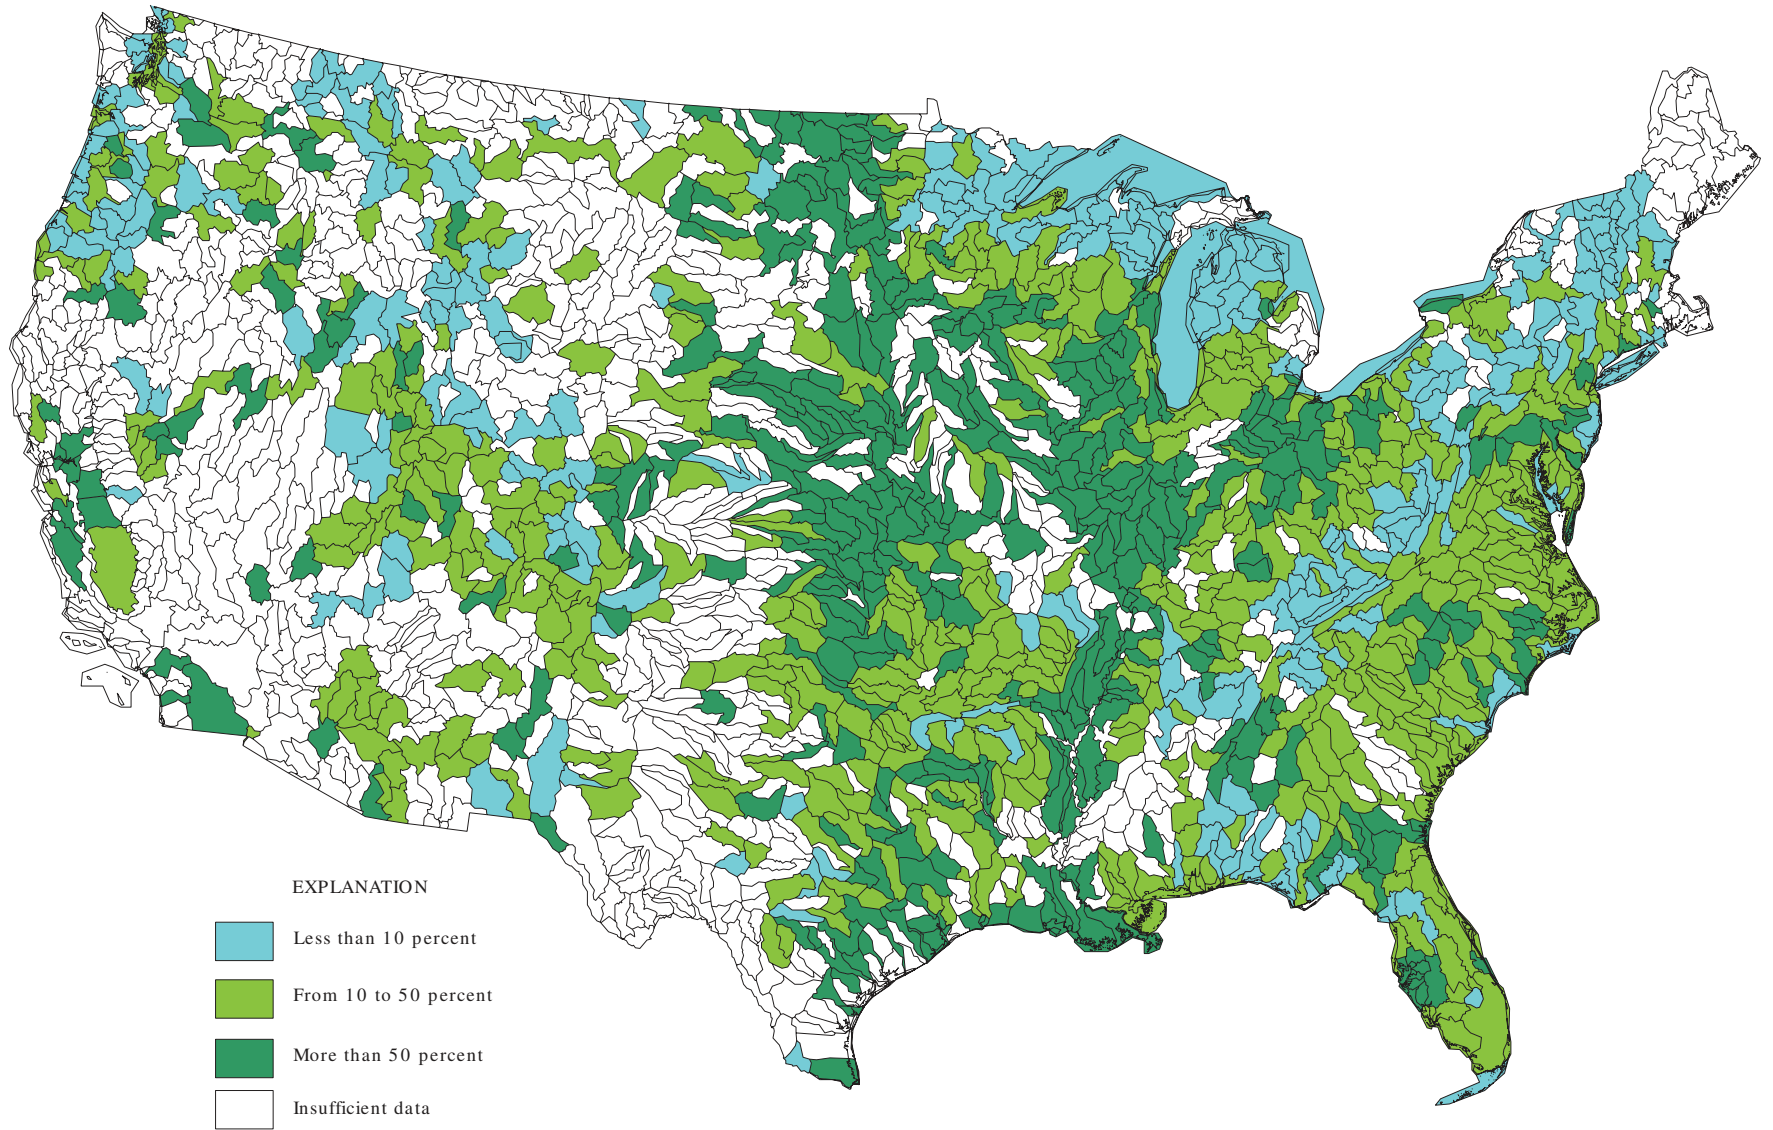 EXPLANATION
Less than 10 percent
From 10 to 50 percent
More than 50 percent
Insufficient data